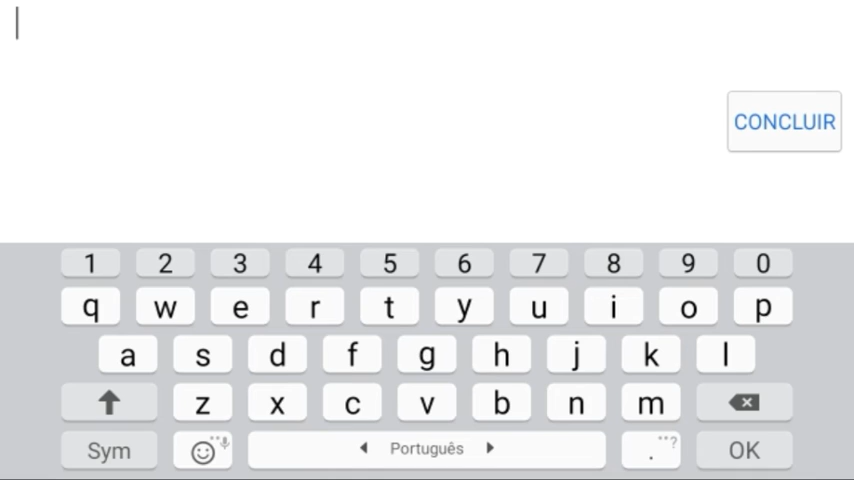 CONCLUIR
1 2 3 4 5 6 7 8 9 0
q w e r t y u i o p
a s d f g h j k l
z x c v b n m
Sym Português . ? OK